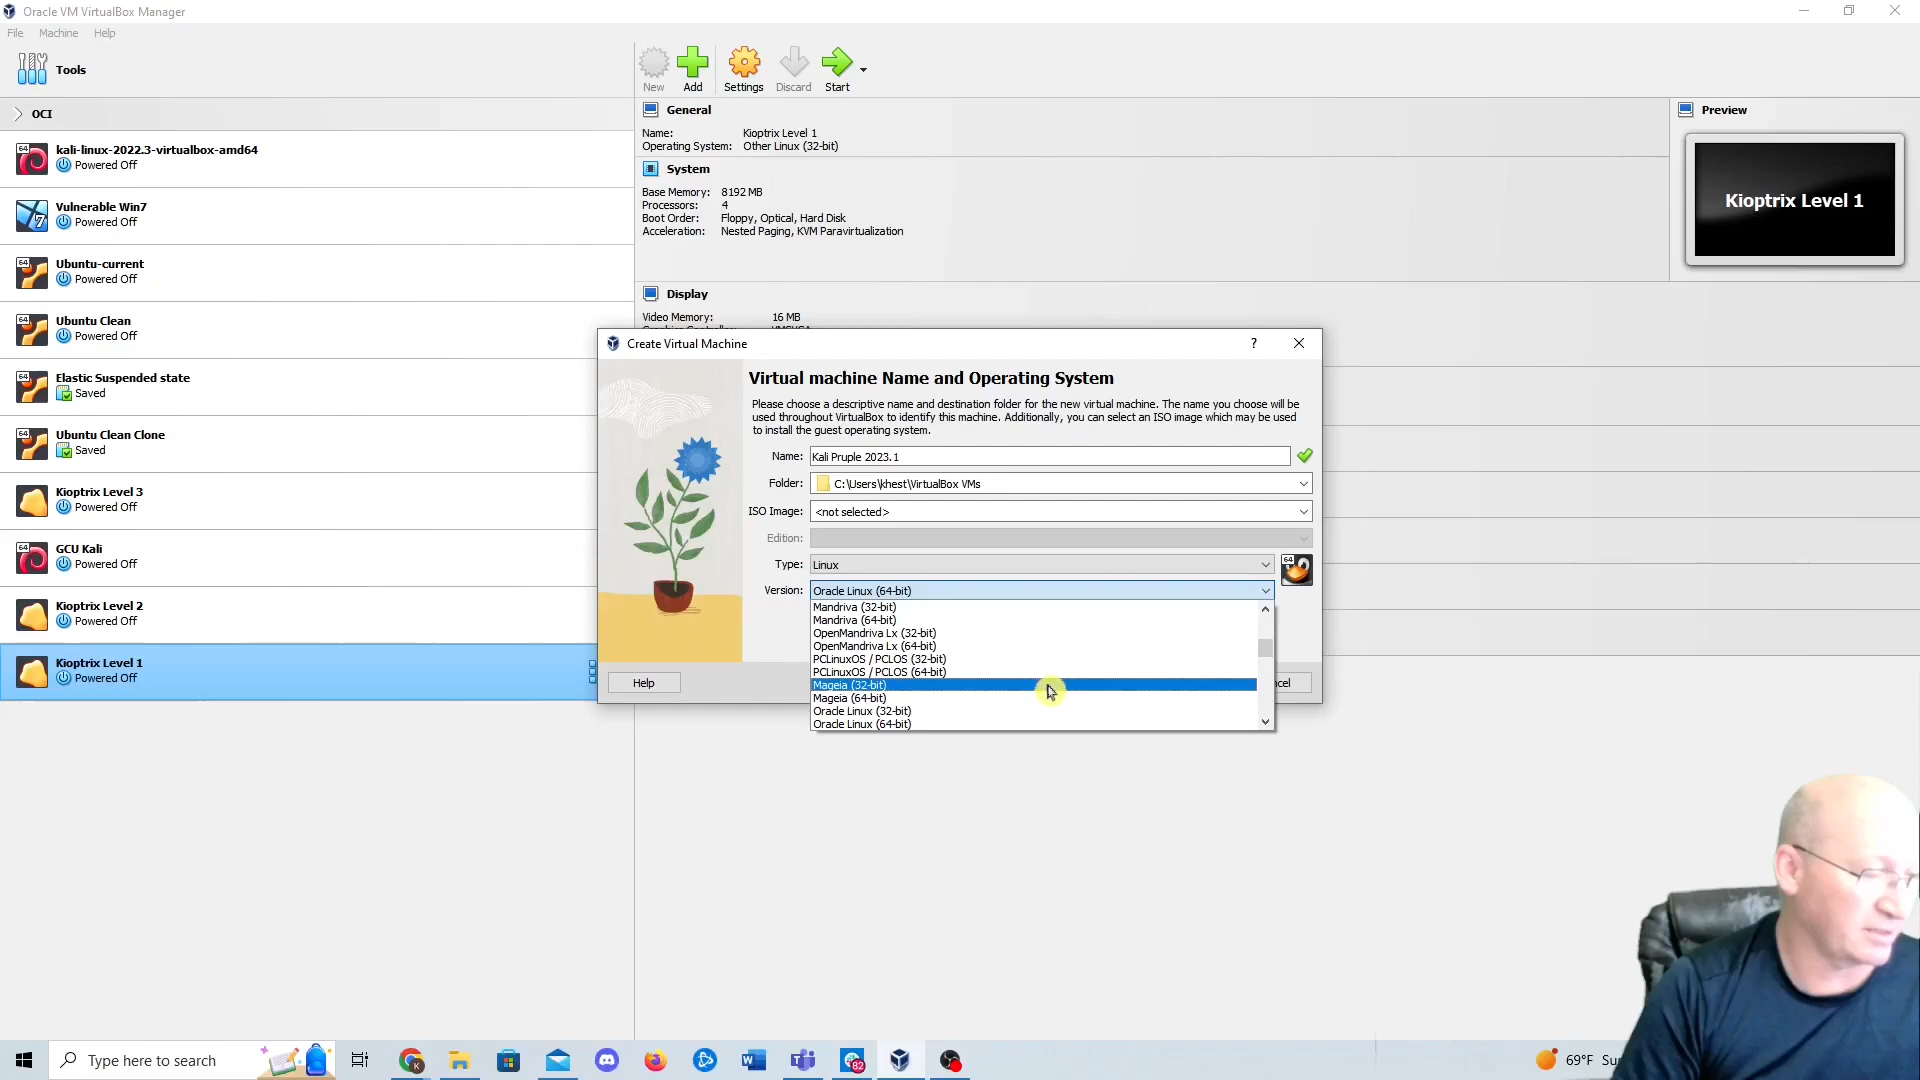 Oracle VM VirtualBox Manager
File Machine Help
Tools
New Add Settings Discard Start
OCI
64 kali-linux-2022.3-virtualbox-amd64
Powered Off
7 Vulnerable Win7
Powered Off
64 Ubuntu-current
Powered Off
64 Ubuntu Clean
Powered Off
64 Elastic Suspended state
Saved
64 Ubuntu Clean Clone
Saved
Kioptrix Level 3
Powered Off
64 GCU Kali
Powered Off
Kioptrix Level 2
Powered Off
Kioptrix Level 1
Powered Off
General
Name: Kioptrix Level 1
Operating System: Other Linux (32-bit)
System
Base Memory: 8192 MB
Processors: 4
Boot Order: Floppy, Optical, Hard Disk
Acceleration: Nested Paging, KVM Paravirtualization
Display
Video Memory: 16 MB
Preview
Kioptrix Level 1
Create Virtual Machine
?
Virtual machine Name and Operating System
Please choose a descriptive name and destination folder for the new virtual machine. The name you choose will be
used throughout VirtualBox to identify this machine. Additionally, you can select an ISO image which may be used
to install the guest operating system.
Name: Kali Pruple 2023.1
Folder: C:\Users\khest\VirtualBox VMs
ISO Image: <not selected>
Edition:
Type: Linux
64
Version: Oracle Linux (64-bit)
Mandriva (32-bit)
Mandriva (64-bit)
OpenMandriva Lx (32-bit)
OpenMandriva Lx (64-bit)
PCLinuxOS / PCLOS (32-bit)
PCLinuxOS / PCLOS (64-bit)
Mageia (32-bit)
Mageia (64-bit)
Oracle Linux (32-bit)
Oracle Linux (64-bit)
Help
cel
Type here to search
K
W
T
82
69°F